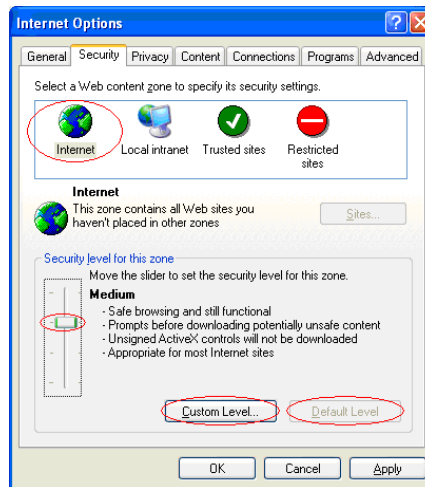 Internet Options
General Security Privacy Content Connections Programs Advanced
Select a Web content zone to specify its security settings.
Internet Local intranet Trusted sites Restricted sites
Internet
This zone contains all Web sites you
haven't placed in other zones
Sites...
Security level for this zone
Move the slider to set the security level for this zone.
Medium
- Safe browsing and still functional
- Prompts before downloading potentially unsafe content
- Unsigned ActiveX controls will not be downloaded
- Appropriate for most Internet sites
Custom Level... Default Level
OK Cancel Apply